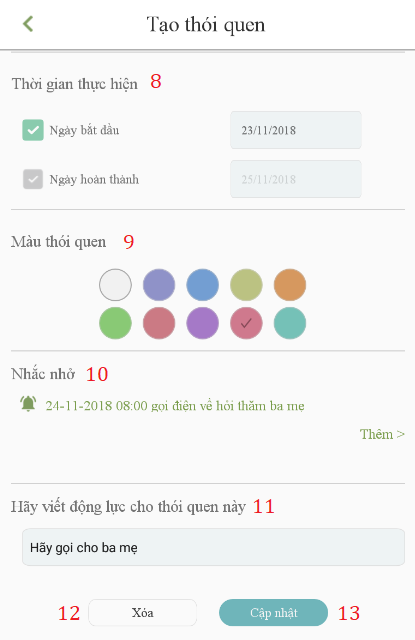 Tạo thói quen
Thời gian thực hiện 8
Ngày bắt đầu 23/11/2018
Ngày hoàn thành 25/11/2018
Màu thói quen 9
Nhắc nhở 10
24-11-2018 08:00 gọi điện về hỏi thăm ba mẹ
Thêm >
Hãy viết động lực cho thói quen này 11
Hãy gọi cho ba mẹ
12 Xóa Cập nhật 13